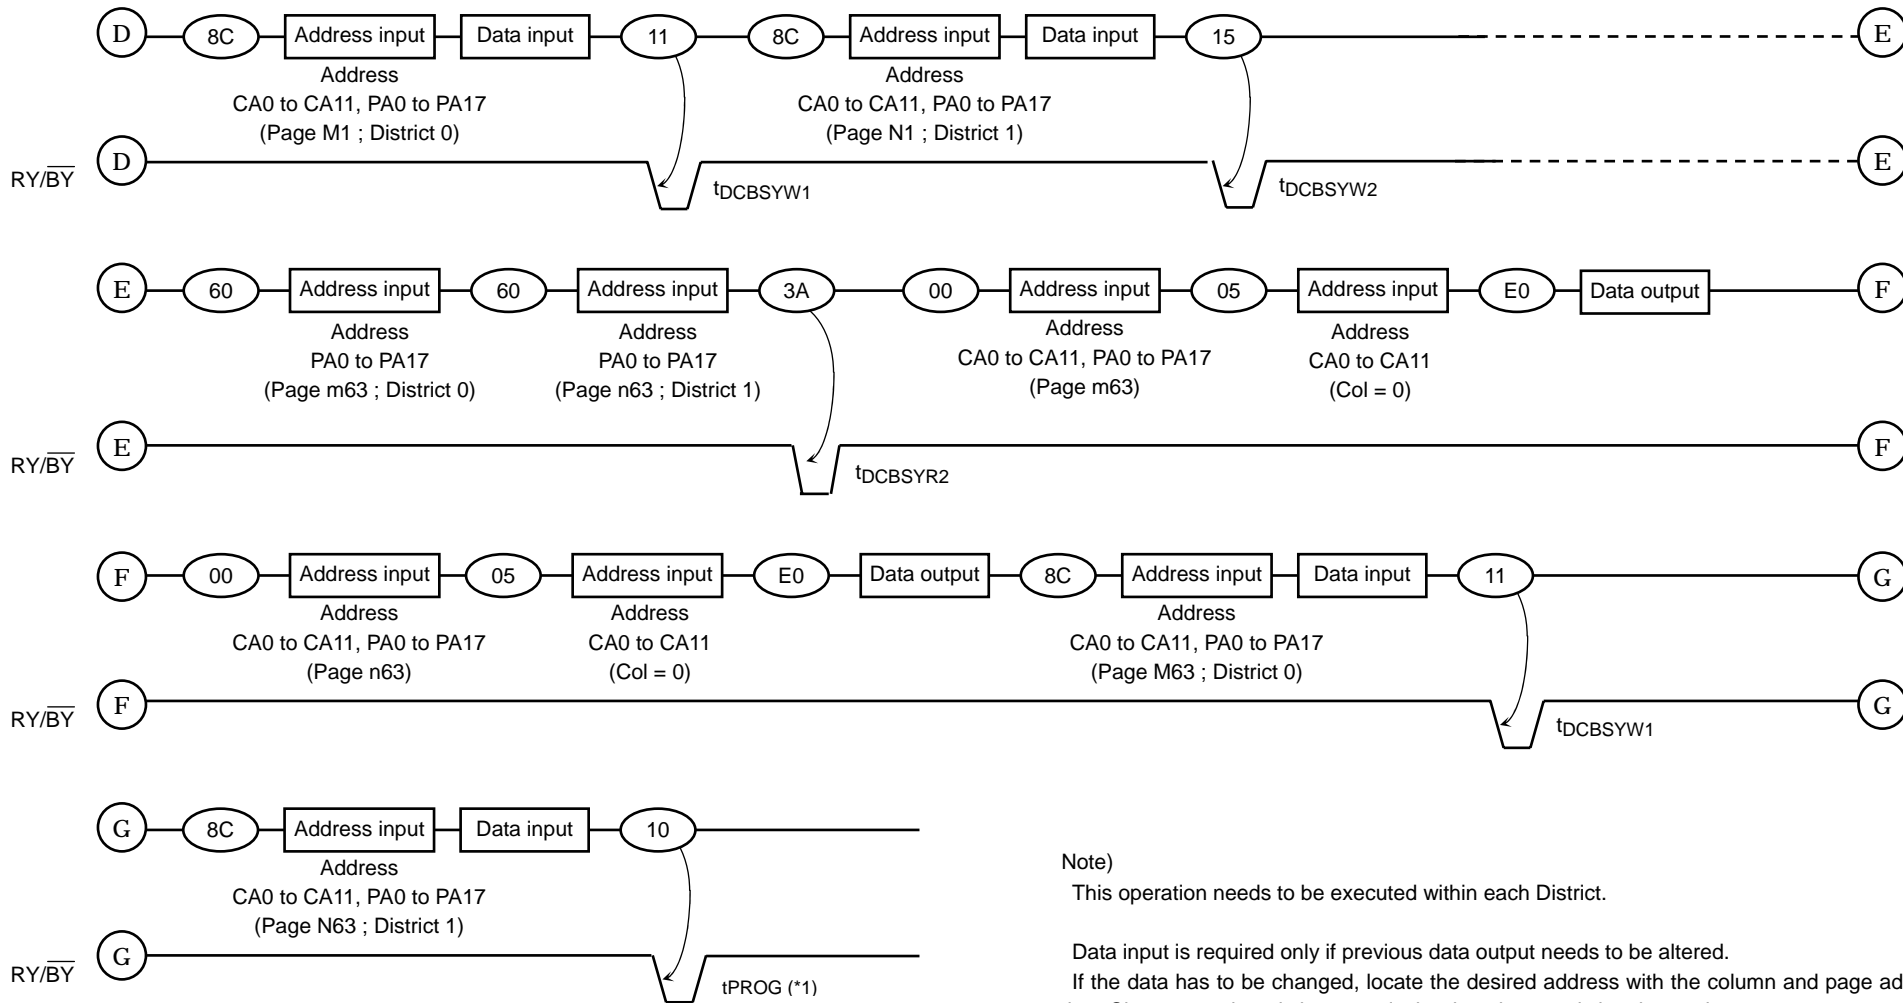 D 8C Address input Data input 11 8C Address input Data input 15 E
Address Address
CA0 to CA11, PA0 to PA17 CA0 to CA11, PA0 to PA17
(Page M1 ; District 0) (Page N1 ; District 1)
RY/BY D tDCBSYW1 tDCBSYW2 E
E 60 Address input 60 Address input 3A 00 Address input 05 Address input E0 Data output F
Address Address Address Address
PA0 to PA17 PA0 to PA17 CA0 to CA11, PA0 to PA17 CA0 to CA11
(Page m63 ; District 0) (Page n63 ; District 1) (Page m63) (Col = 0)
RY/BY E tDCBSYR2 F
F 00 Address input 05 Address input E0 Data output 8C Address input Data input 11 G
Address Address Address
CA0 to CA11, PA0 to PA17 CA0 to CA11 CA0 to CA11, PA0 to PA17
(Page n63) (Col = 0) (Page M63 ; District 0)
RY/BY F tDCBSYW1 G
G 8C Address input Data input 10
Address
CA0 to CA11, PA0 to PA17
(Page N63 ; District 1)
RY/BY G tPROG (*1)
Note)
This operation needs to be executed within each District.
Data input is required only if previous data output needs to be altered.
If the data has to be changed, locate the desired address with the column and page ad